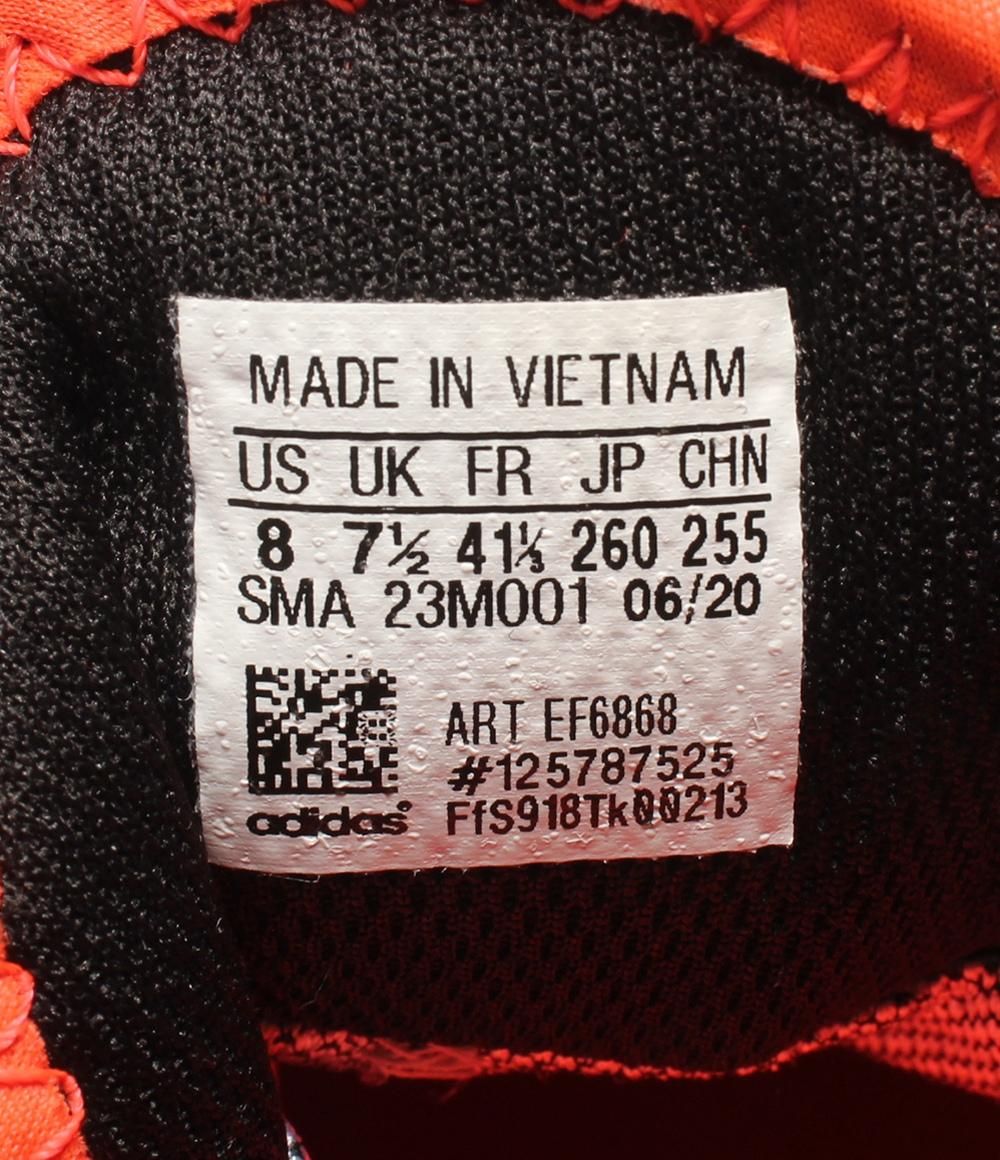 MADE IN VIETNAM
US UK FR JP CHN
8 7½ 41⅓ 260 255
SMA 23M001 06/20
ART EF6868
#125787525
FfS918Tk00213
adidas